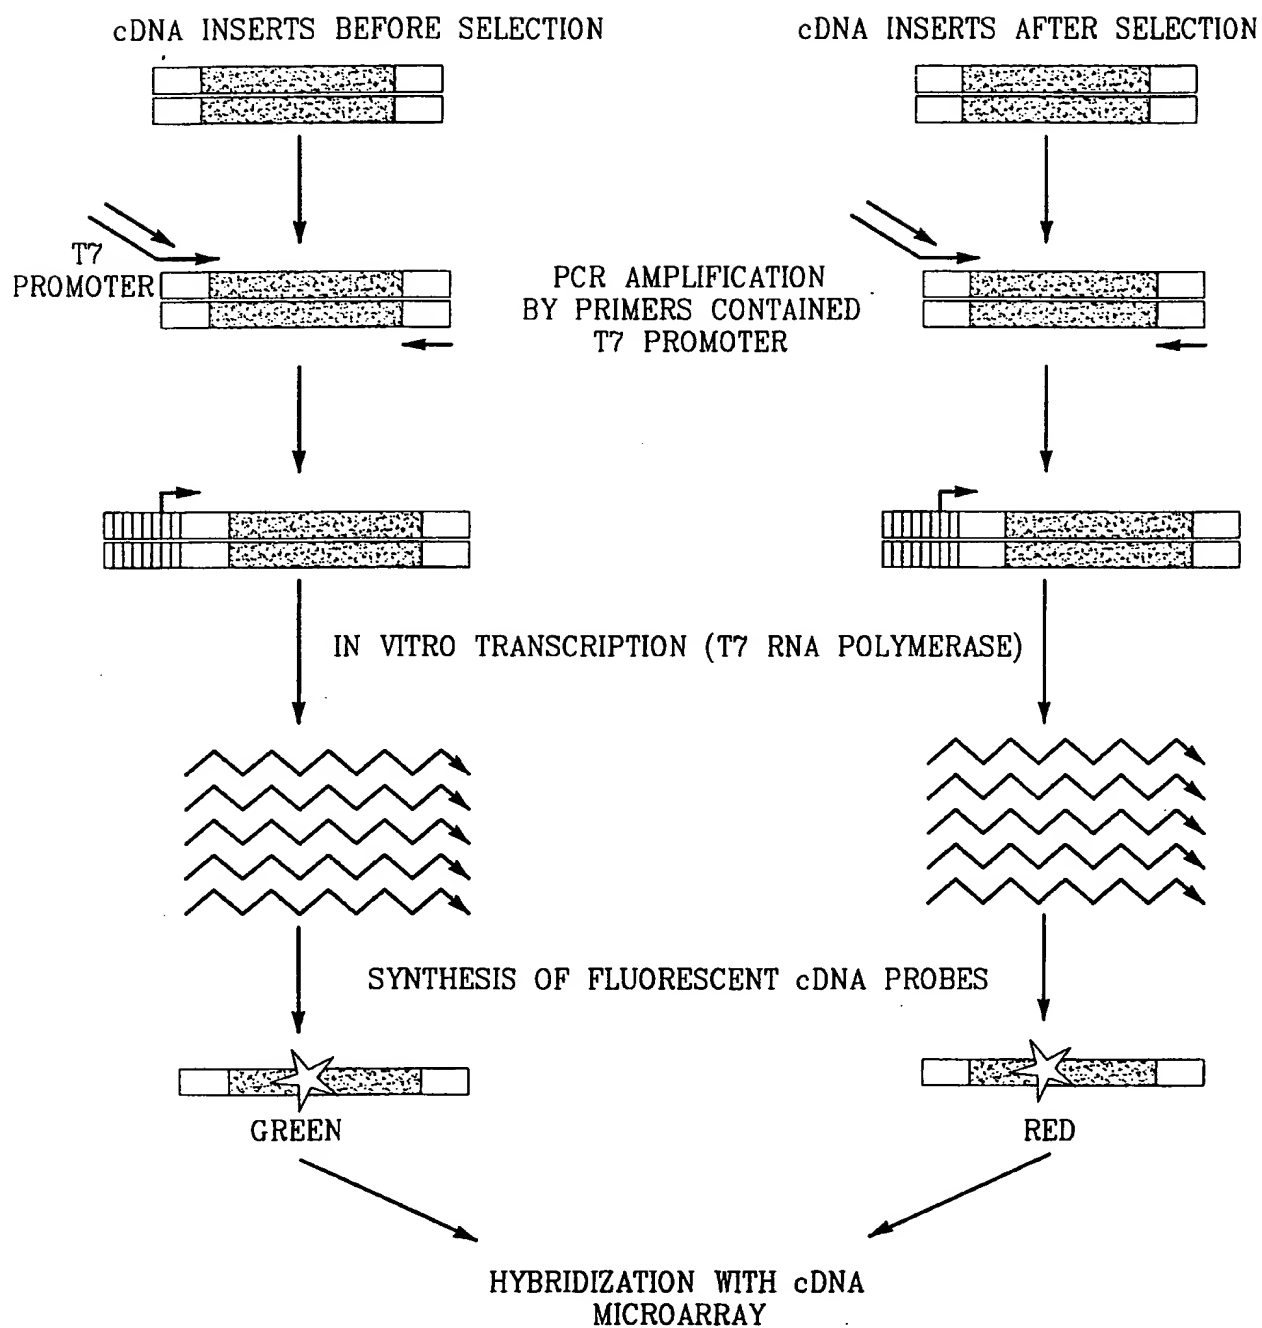 cDNA INSERTS BEFORE SELECTION
cDNA INSERTS AFTER SELECTION
T7
PROMOTER
PCR AMPLIFICATION
BY PRIMERS CONTAINED
T7 PROMOTER
IN VITRO TRANSCRIPTION (T7 RNA POLYMERASE)
SYNTHESIS OF FLUORESCENT cDNA PROBES
GREEN
RED
HYBRIDIZATION WITH cDNA
MICROARRAY